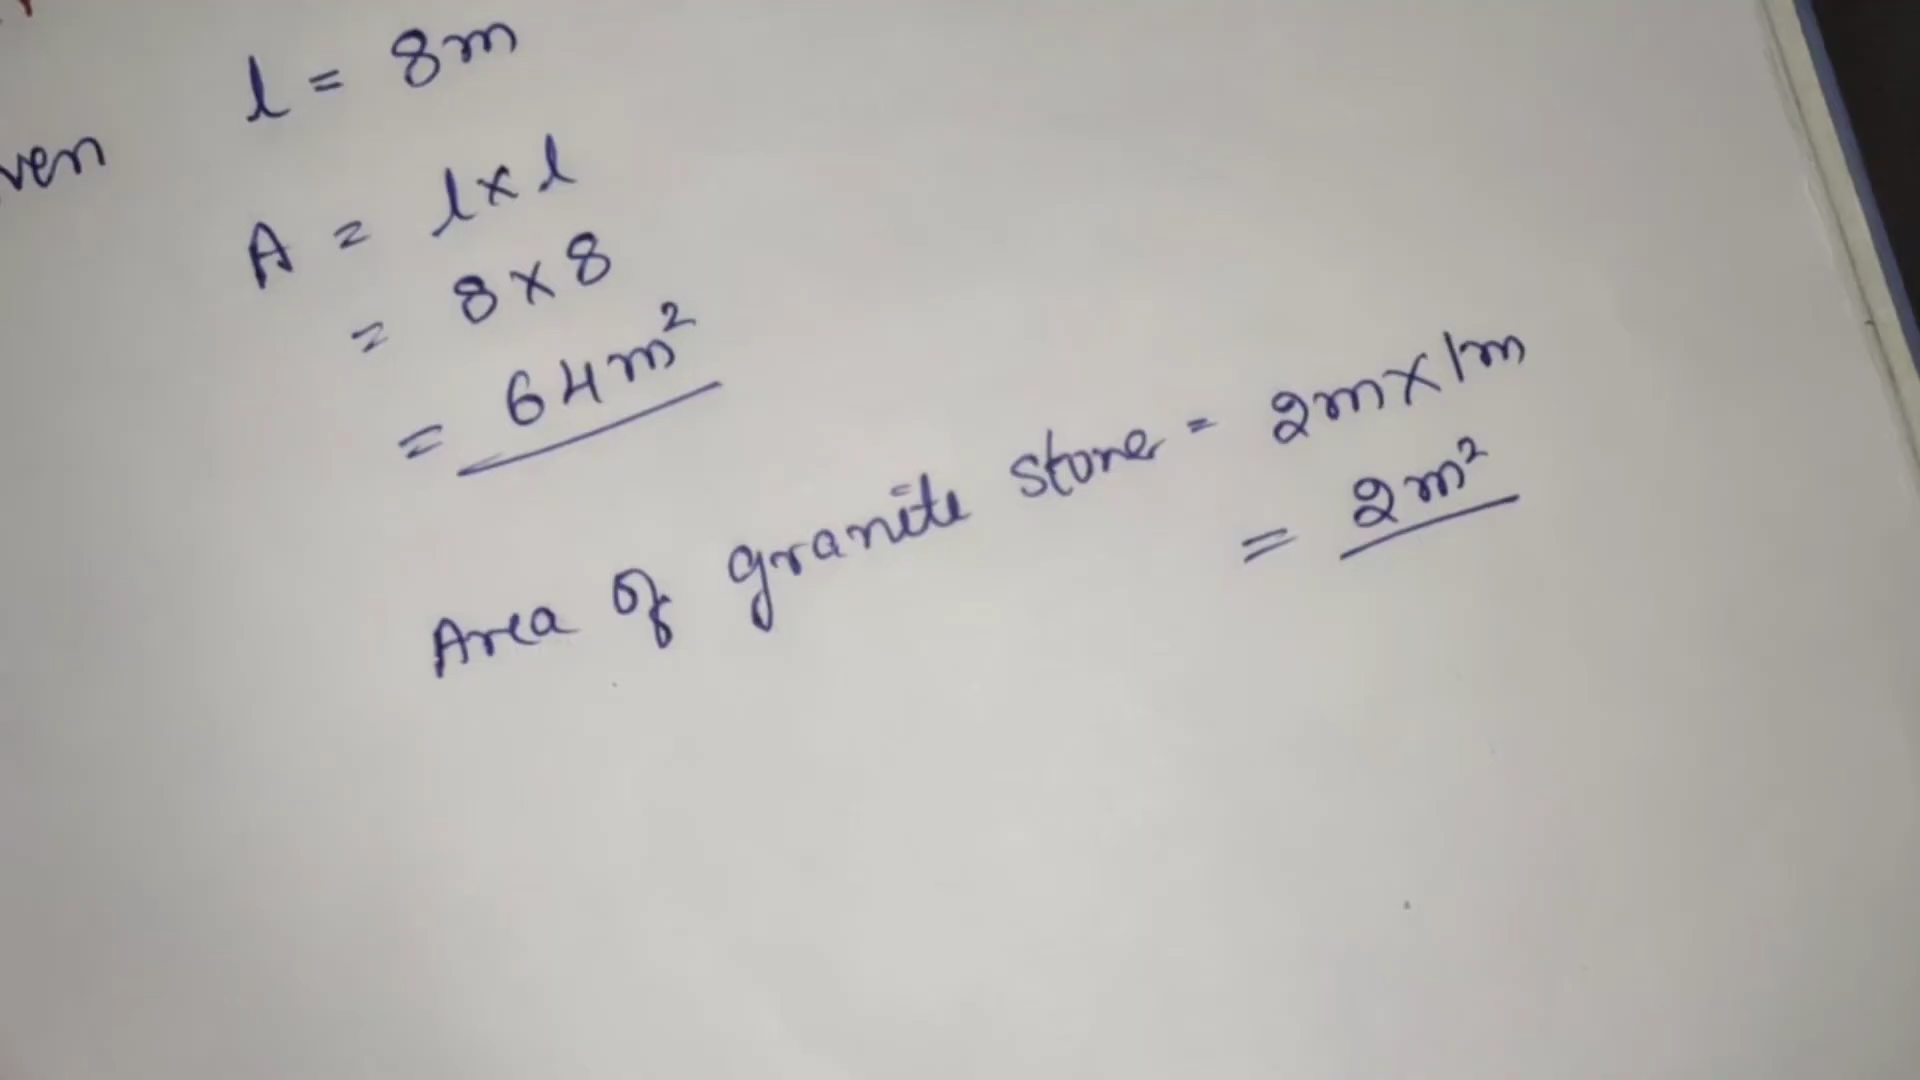 l = 8m
ven
A = l×l
= 8×8
= 64m²
Area of granite stone = 2m×1m
= 2m²